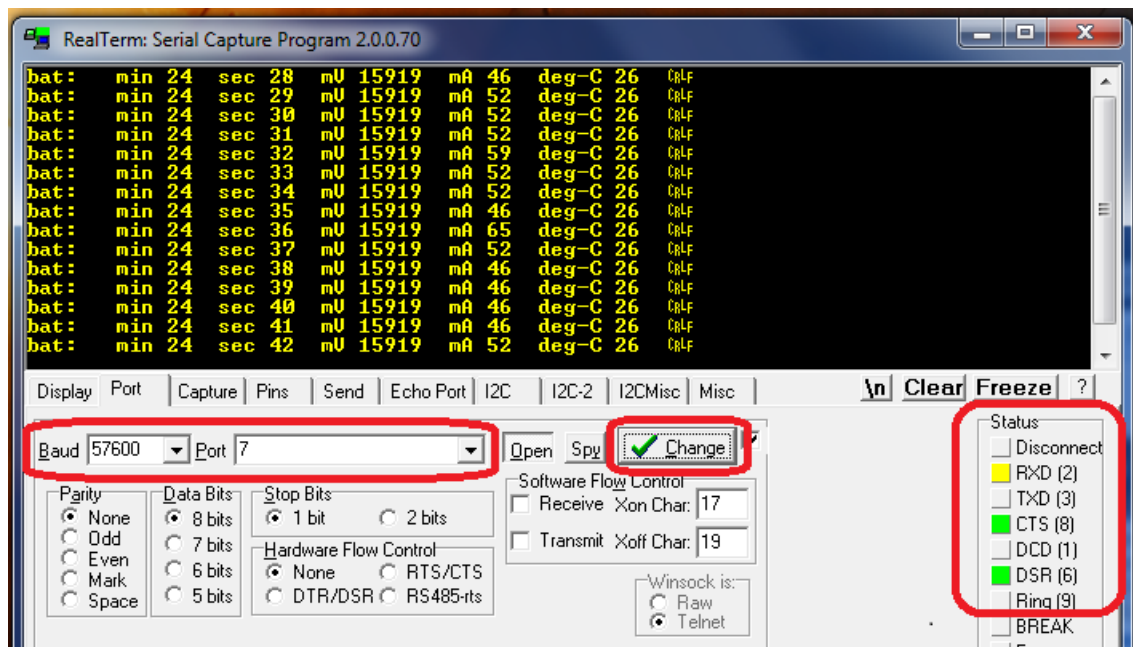 RealTerm: Serial Capture Program 2.0.0.70
bat: min 24 sec 28 mV 15919 mA 46 deg-C 26 CRLF
bat: min 24 sec 29 mV 15919 mA 52 deg-C 26 CRLF
bat: min 24 sec 30 mV 15919 mA 52 deg-C 26 CRLF
bat: min 24 sec 31 mV 15919 mA 52 deg-C 26 CRLF
bat: min 24 sec 32 mV 15919 mA 59 deg-C 26 CRLF
bat: min 24 sec 33 mV 15919 mA 52 deg-C 26 CRLF
bat: min 24 sec 34 mV 15919 mA 52 deg-C 26 CRLF
bat: min 24 sec 35 mV 15919 mA 46 deg-C 26 CRLF
bat: min 24 sec 36 mV 15919 mA 65 deg-C 26 CRLF
bat: min 24 sec 37 mV 15919 mA 52 deg-C 26 CRLF
bat: min 24 sec 38 mV 15919 mA 46 deg-C 26 CRLF
bat: min 24 sec 39 mV 15919 mA 46 deg-C 26 CRLF
bat: min 24 sec 40 mV 15919 mA 46 deg-C 26 CRLF
bat: min 24 sec 41 mV 15919 mA 46 deg-C 26 CRLF
bat: min 24 sec 42 mV 15919 mA 52 deg-C 26 CRLF
Display Port Capture Pins Send Echo Port I2C I2C-2 I2CMisc Misc \n Clear Freeze ?
Baud 57600 Port 7 Open Spy Change
Parity
None
Odd
Even
Mark
Space
Data Bits
8 bits
7 bits
6 bits
5 bits
Stop Bits
1 bit 2 bits
Hardware Flow Control
None RTS/CTS
DTR/DSR RS485-rts
Software Flow Control
Receive Xon Char: 17
Transmit Xoff Char: 19
Winsock is:
Raw
Telnet
Status
Disconnect
RXD (2)
TXD (3)
CTS (8)
DCD (1)
DSR (6)
Ring (9)
BREAK